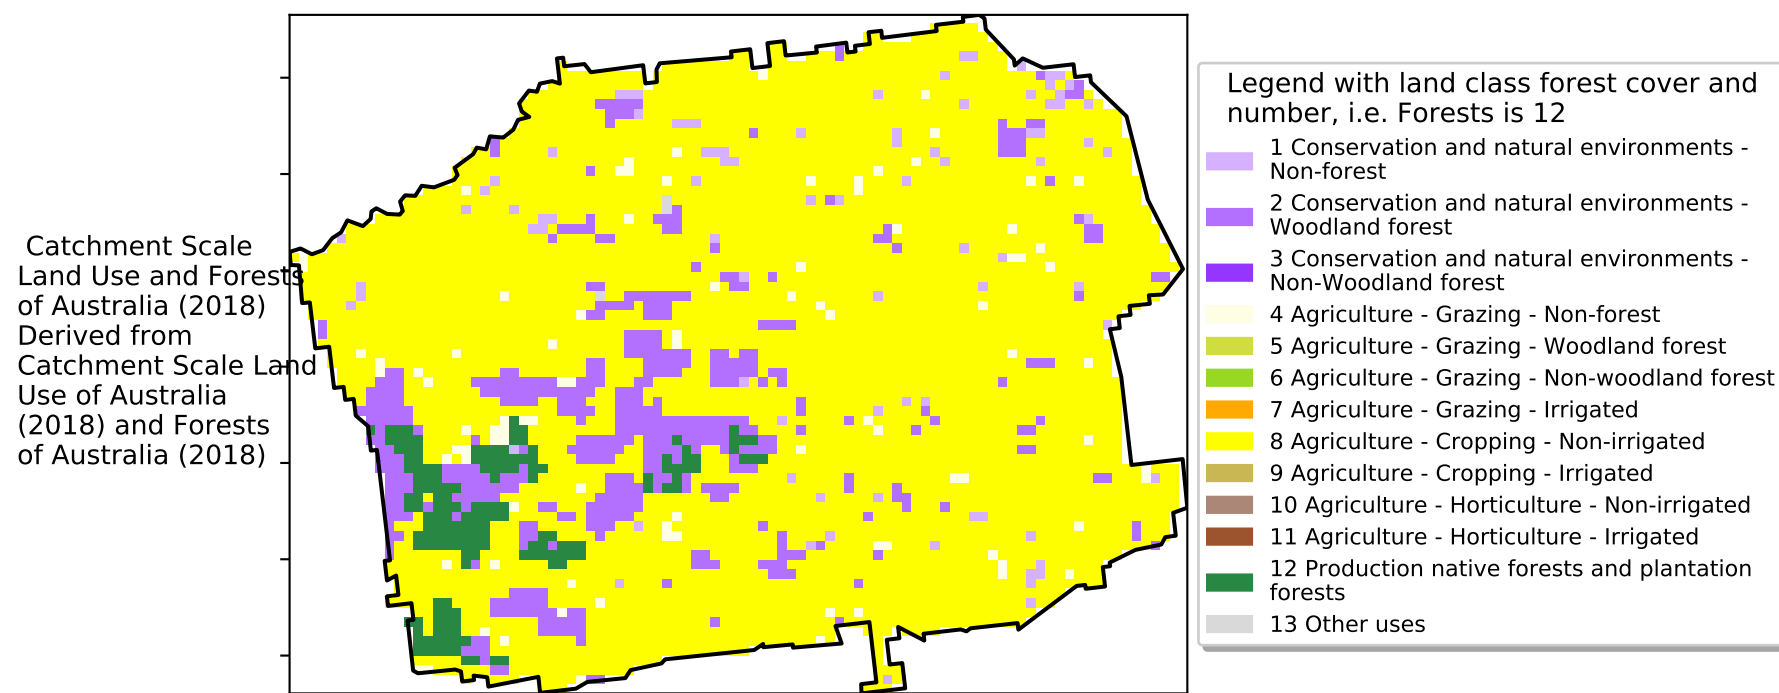 Catchment Scale
Land Use and Forests
of Australia (2018)
Derived from
Catchment Scale Land
Use of Australia
(2018) and Forests
of Australia (2018)
Legend with land class forest cover and
number, i.e. Forests is 12
1 Conservation and natural environments -
Non-forest
2 Conservation and natural environments -
Woodland forest
3 Conservation and natural environments -
Non-Woodland forest
4 Agriculture - Grazing - Non-forest
5 Agriculture - Grazing - Woodland forest
6 Agriculture - Grazing - Non-woodland forest
7 Agriculture - Grazing - Irrigated
8 Agriculture - Cropping - Non-irrigated
9 Agriculture - Cropping - Irrigated
10 Agriculture - Horticulture - Non-irrigated
11 Agriculture - Horticulture - Irrigated
12 Production native forests and plantation
forests
13 Other uses